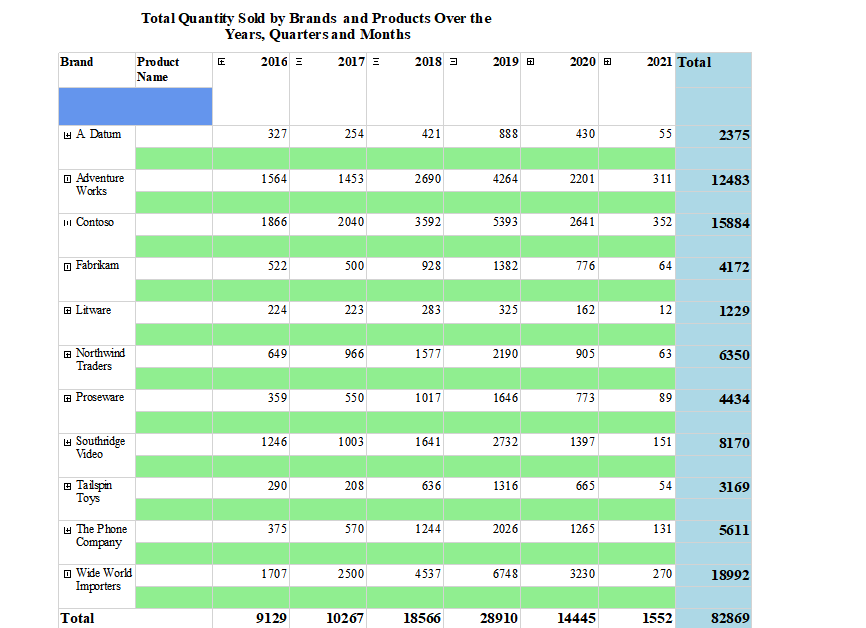 Total Quantity Sold by Brands and Products Over the
Years, Quarters and Months
Brand Product Name 2016 2017 2018 2019 2020 2021 Total
A. Datum 327 254 421 888 430 55 2375
Adventure Works 1564 1453 2690 4264 2201 311 12483
Contoso 1866 2040 3592 5393 2641 352 15884
Fabrikam 522 500 928 1382 776 64 4172
Litware 224 223 283 325 162 12 1229
Northwind Traders 649 966 1577 2190 905 63 6350
Proseware 359 550 1017 1646 773 89 4434
Southridge Video 1246 1003 1641 2732 1397 151 8170
Tailspin Toys 290 208 636 1316 665 54 3169
The Phone Company 375 570 1244 2026 1265 131 5611
Wide World Importers 1707 2500 4537 6748 3230 270 18992
Total 9129 10267 18566 28910 14445 1552 82869